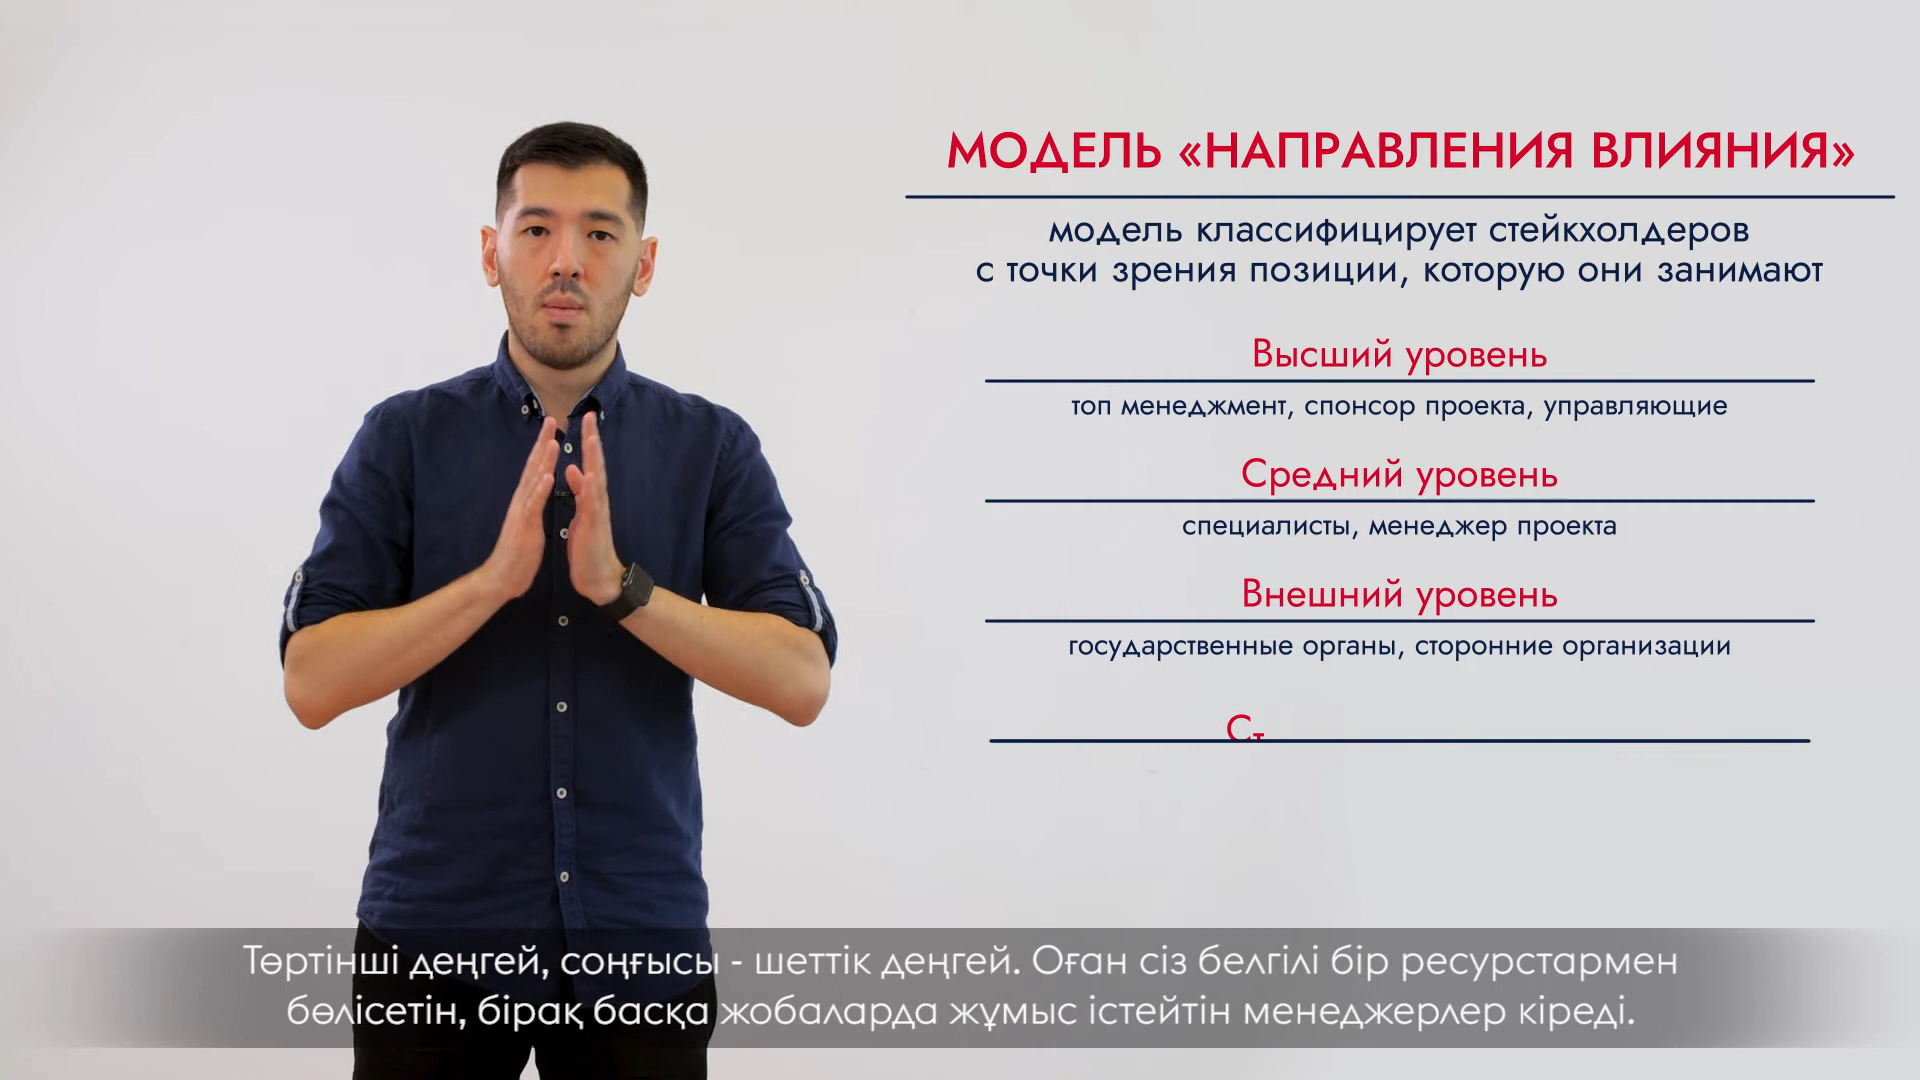 МОДЕЛЬ «НАПРАВЛЕНИЯ ВЛИЯНИЯ»
модель классифицирует стейкхолдеров
с точки зрения позиции, которую они занимают
Высший уровень
топ менеджмент, спонсор проекта, управляющие
Средний уровень
специалисты, менеджер проекта
Внешний уровень
государственные органы, сторонние организации
Ст
Төртінші деңгей, соңғысы - шеттік деңгей. Оған сіз белгілі бір ресурстармен
бөлісетін, бірақ басқа жобаларда жұмыс істейтін менеджерлер кіреді.